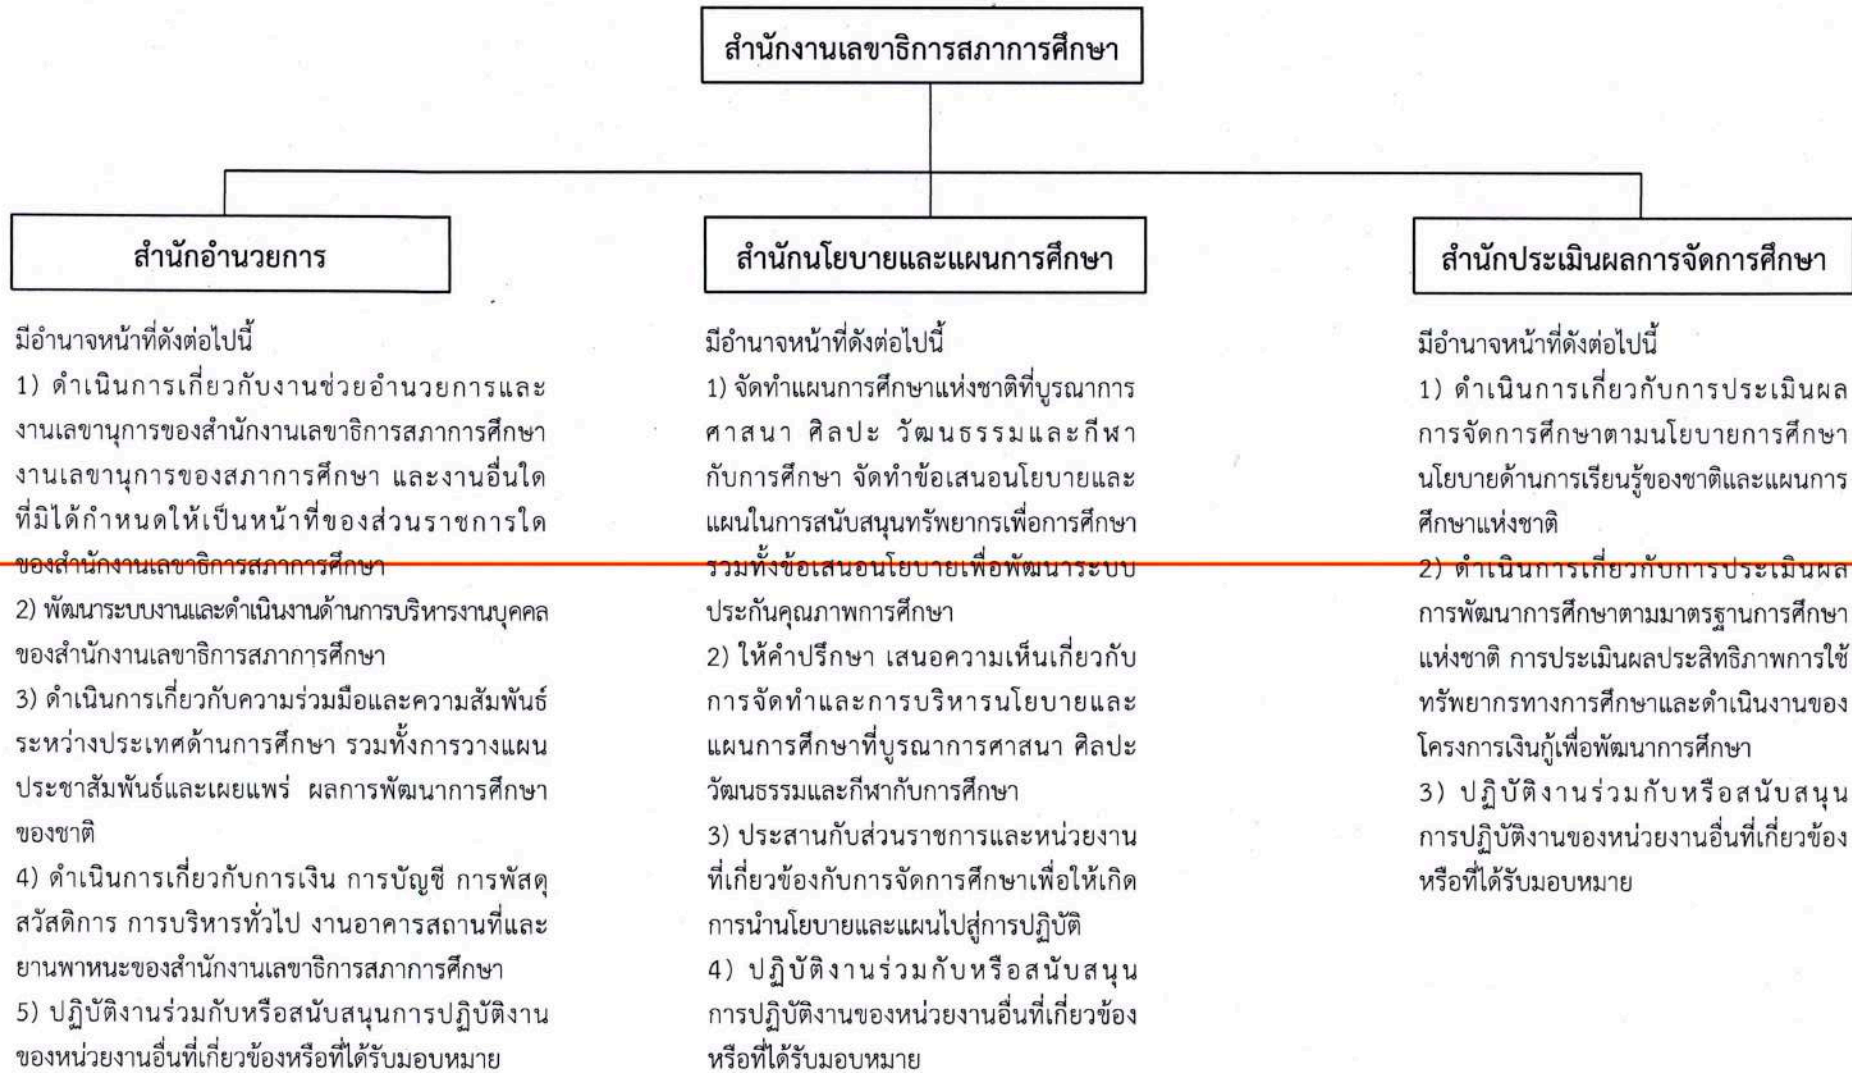 สำนักงานเลขาธิการสภาการศึกษา
สำนักอำนวยการ
มีอำนาจหน้าที่ดังต่อไปนี้
1) ดำเนินการเกี่ยวกับงานช่วยอำนวยการและ
งานเลขานุการของสำนักงานเลขาธิการสภาการศึกษา
งานเลขานุการของสภาการศึกษา และงานอื่นใด
ที่มิได้กำหนดให้เป็นหน้าที่ของส่วนราชการใด
ของสำนักงานเลขาธิการสภาการศึกษา
2) พัฒนาระบบงานและดำเนินงานด้านการบริหารงานบุคคล
ของสำนักงานเลขาธิการสภาการศึกษา
3) ดำเนินการเกี่ยวกับความร่วมมือและความสัมพันธ์
ระหว่างประเทศด้านการศึกษา รวมทั้งการวางแผน
ประชาสัมพันธ์และเผยแพร่ ผลการพัฒนาการศึกษา
ของชาติ
4) ดำเนินการเกี่ยวกับการเงิน การบัญชี การพัสดุ
สวัสดิการ การบริหารทั่วไป งานอาคารสถานที่และ
ยานพาหนะของสำนักงานเลขาธิการสภาการศึกษา
5) ปฏิบัติงานร่วมกับหรือสนับสนุนการปฏิบัติงาน
ของหน่วยงานอื่นที่เกี่ยวข้องหรือที่ได้รับมอบหมาย
สำนักนโยบายและแผนการศึกษา
มีอำนาจหน้าที่ดังต่อไปนี้
1) จัดทำแผนการศึกษาแห่งชาติที่บูรณาการ
ศาสนา ศิลปะ วัฒนธรรมและกีฬา
กับการศึกษา จัดทำข้อเสนอนโยบายและ
แผนในการสนับสนุนทรัพยากรเพื่อการศึกษา
รวมทั้งข้อเสนอนโยบายเพื่อพัฒนาระบบ
ประกันคุณภาพการศึกษา
2) ให้คำปรึกษา เสนอความเห็นเกี่ยวกับ
การจัดทำและการบริหารนโยบายและ
แผนการศึกษาที่บูรณาการศาสนา ศิลปะ
วัฒนธรรมและกีฬากับการศึกษา
3) ประสานกับส่วนราชการและหน่วยงาน
ที่เกี่ยวข้องกับการจัดการศึกษาเพื่อให้เกิด
การนำนโยบายและแผนไปสู่การปฏิบัติ
4) ปฏิบัติงานร่วมกับหรือสนับสนุน
การปฏิบัติงานของหน่วยงานอื่นที่เกี่ยวข้อง
หรือที่ได้รับมอบหมาย
สำนักประเมินผลการจัดการศึกษา
มีอำนาจหน้าที่ดังต่อไปนี้
1) ดำเนินการเกี่ยวกับการประเมินผล
การจัดการศึกษาตามนโยบายการศึกษา
นโยบายด้านการเรียนรู้ของชาติและแผนการ
ศึกษาแห่งชาติ
2) ดำเนินการเกี่ยวกับการประเมินผล
การพัฒนาการศึกษาตามมาตรฐานการศึกษา
แห่งชาติ การประเมินผลประสิทธิภาพการใช้
ทรัพยากรทางการศึกษาและดำเนินงานของ
โครงการเงินกู้เพื่อพัฒนาการศึกษา
3) ปฏิบัติงานร่วมกับหรือสนับสนุน
การปฏิบัติงานของหน่วยงานอื่นที่เกี่ยวข้อง
หรือที่ได้รับมอบหมาย